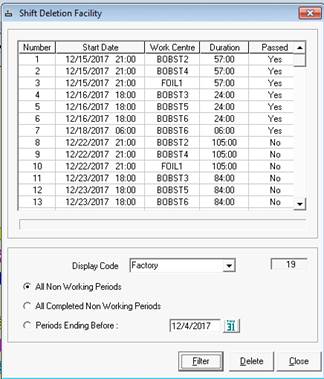 Shift Deletion Facility
Number Start Date Work Centre Duration Passed
1 12/15/2017 21:00 BOBST2 57:00 Yes
2 12/15/2017 21:00 BOBST4 57:00 Yes
3 12/15/2017 21:00 FOIL1 57:00 Yes
4 12/16/2017 18:00 BOBST3 24:00 Yes
5 12/16/2017 18:00 BOBST5 24:00 Yes
6 12/16/2017 18:00 BOBST6 24:00 Yes
7 12/18/2017 06:00 BOBST6 06:00 Yes
8 12/22/2017 21:00 BOBST2 105:00 No
9 12/22/2017 21:00 BOBST4 105:00 No
10 12/22/2017 21:00 FOIL1 105:00 No
11 12/23/2017 18:00 BOBST3 84:00 No
12 12/23/2017 18:00 BOBST5 84:00 No
13 12/23/2017 18:00 BOBST6 84:00 No
Display Code Factory 19
All Non Working Periods
All Completed Non Working Periods
Periods Ending Before : 12/4/2017 31
Filter Delete Close